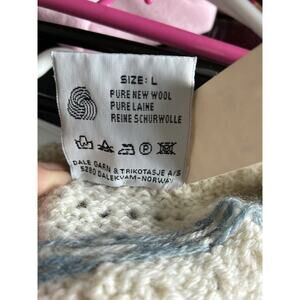 SIZE: L
PURE NEW WOOL
PURE LAINE
REINE SCHURWOLLE
DALE GARN & TRIKOTASJE A/S
5280 DALEKVAM-NORWAY